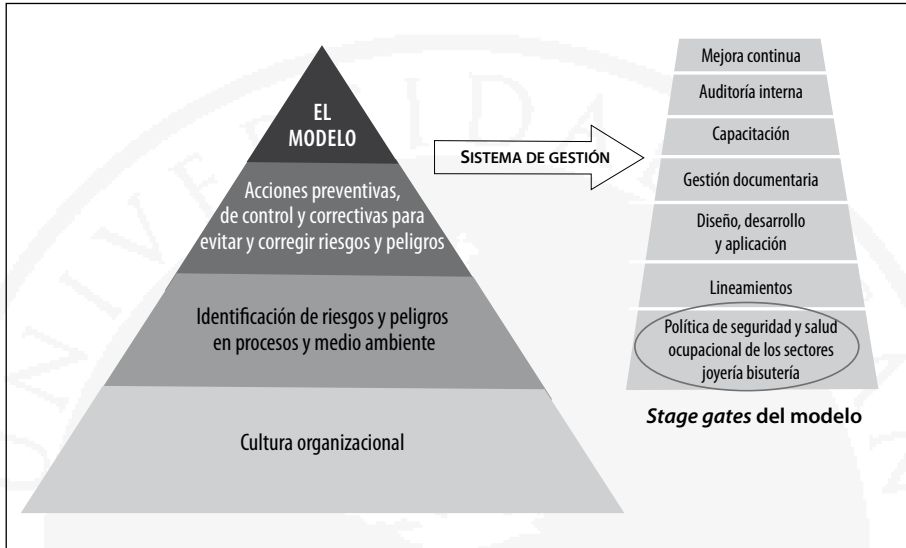 EL
MODELO
Acciones preventivas,
de control y correctivas para
evitar y corregir riesgos y peligros
Identificación de riesgos y peligros
en procesos y medio ambiente
Cultura organizacional
SISTEMA DE GESTIÓN
Mejora continua
Auditoría interna
Capacitación
Gestión documentaria
Diseño, desarrollo
y aplicación
Lineamientos
Política de seguridad y salud
ocupacional de los sectores
joyería bisutería
Stage gates del modelo